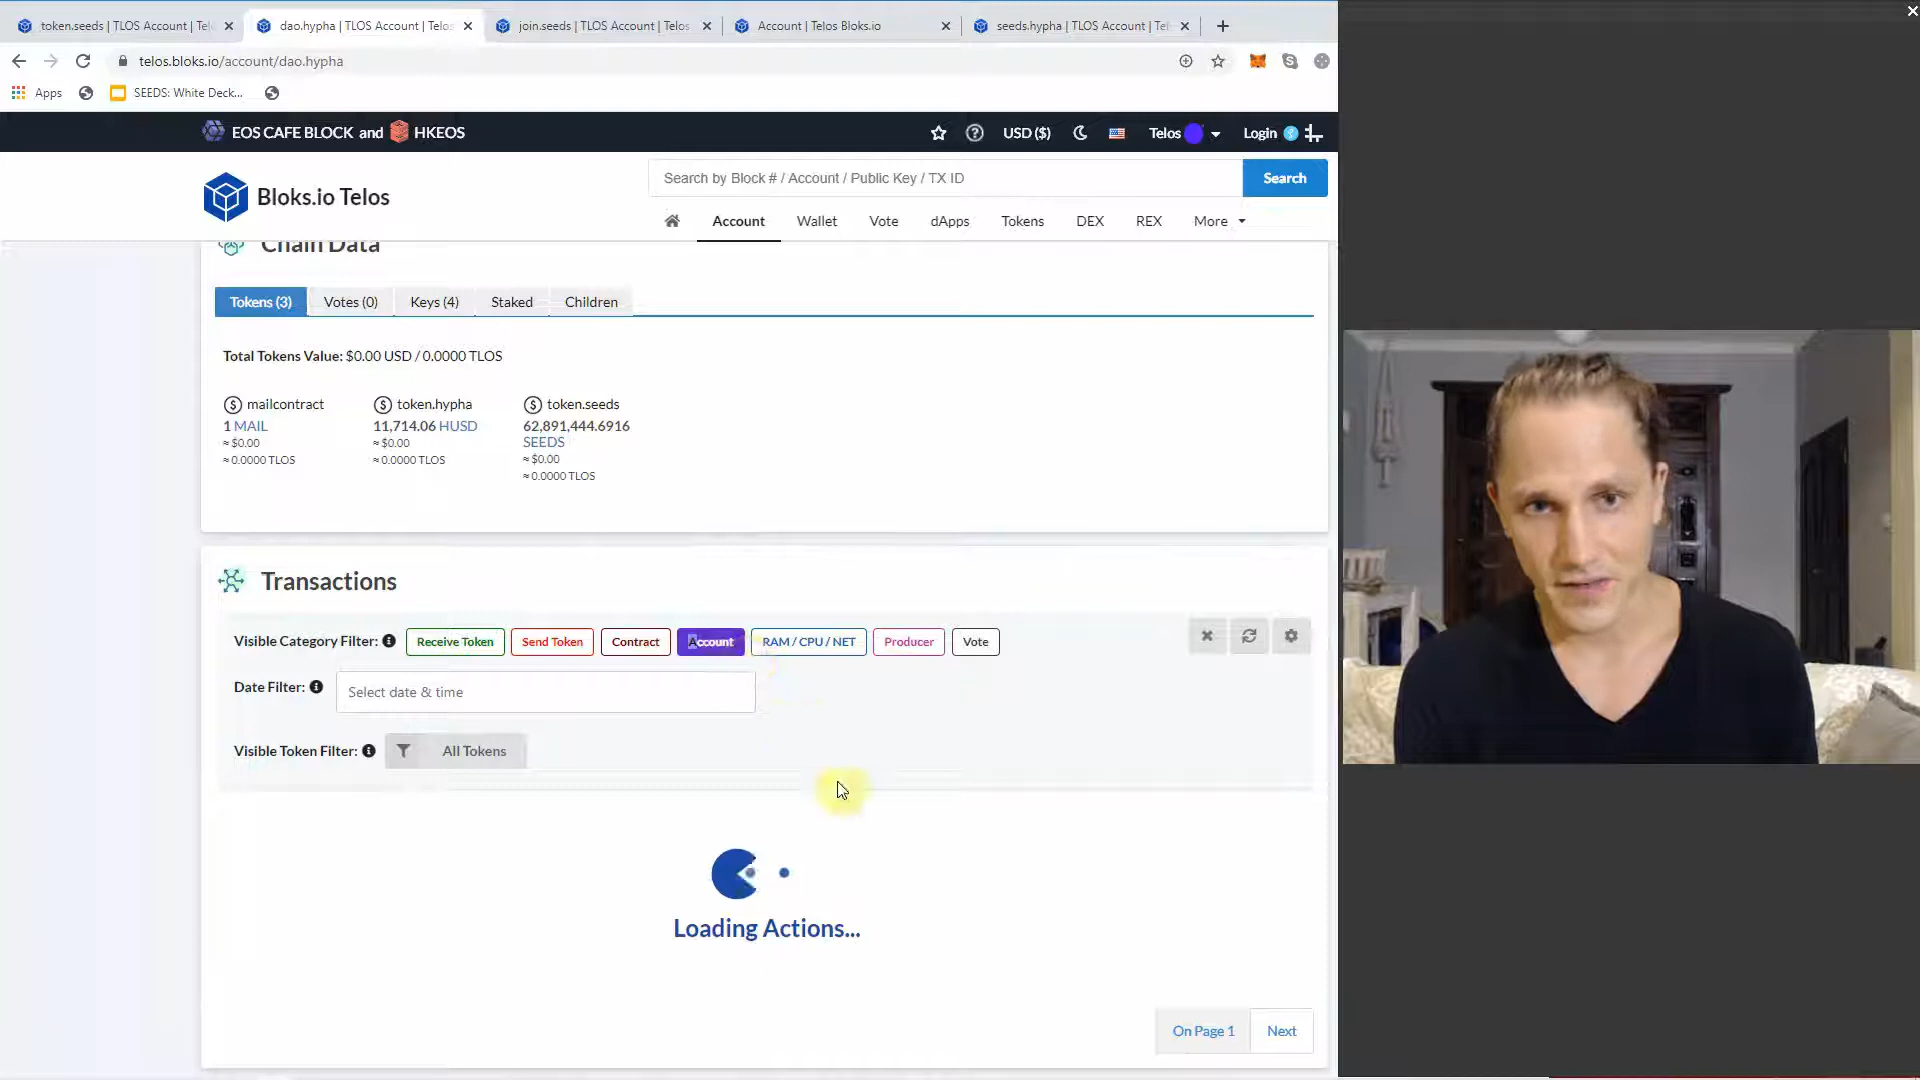 token.seeds | TLOS Account | Tel
dao.hypha | TLOS Account | Telos
join.seeds | TLOS Account | Telos
Account | Telos Bloks.io
seeds.hypha | TLOS Account | Tel
telos.bloks.io/account/dao.hypha
Apps
SEEDS: White Deck...
EOS CAFE BLOCK and HKEOS
USD ($)
Telos
Login
Bloks.io Telos
Search by Block # / Account / Public Key / TX ID
Search
Account
Wallet
Vote
dApps
Tokens
DEX
REX
More
Chain Data
Tokens (3)
Votes (0)
Keys (4)
Staked
Children
Total Tokens Value: $0.00 USD / 0.0000 TLOS
mailcontract
1 MAIL
≈ $0.00
≈ 0.0000 TLOS
token.hypha
11,714.06 HUSD
≈ $0.00
≈ 0.0000 TLOS
token.seeds
62,891,444.6916
SEEDS
≈ $0.00
≈ 0.0000 TLOS
Transactions
Visible Category Filter:
Receive Token
Send Token
Contract
Account
RAM / CPU / NET
Producer
Vote
Date Filter:
Select date & time
Visible Token Filter:
All Tokens
Loading Actions...
On Page 1
Next